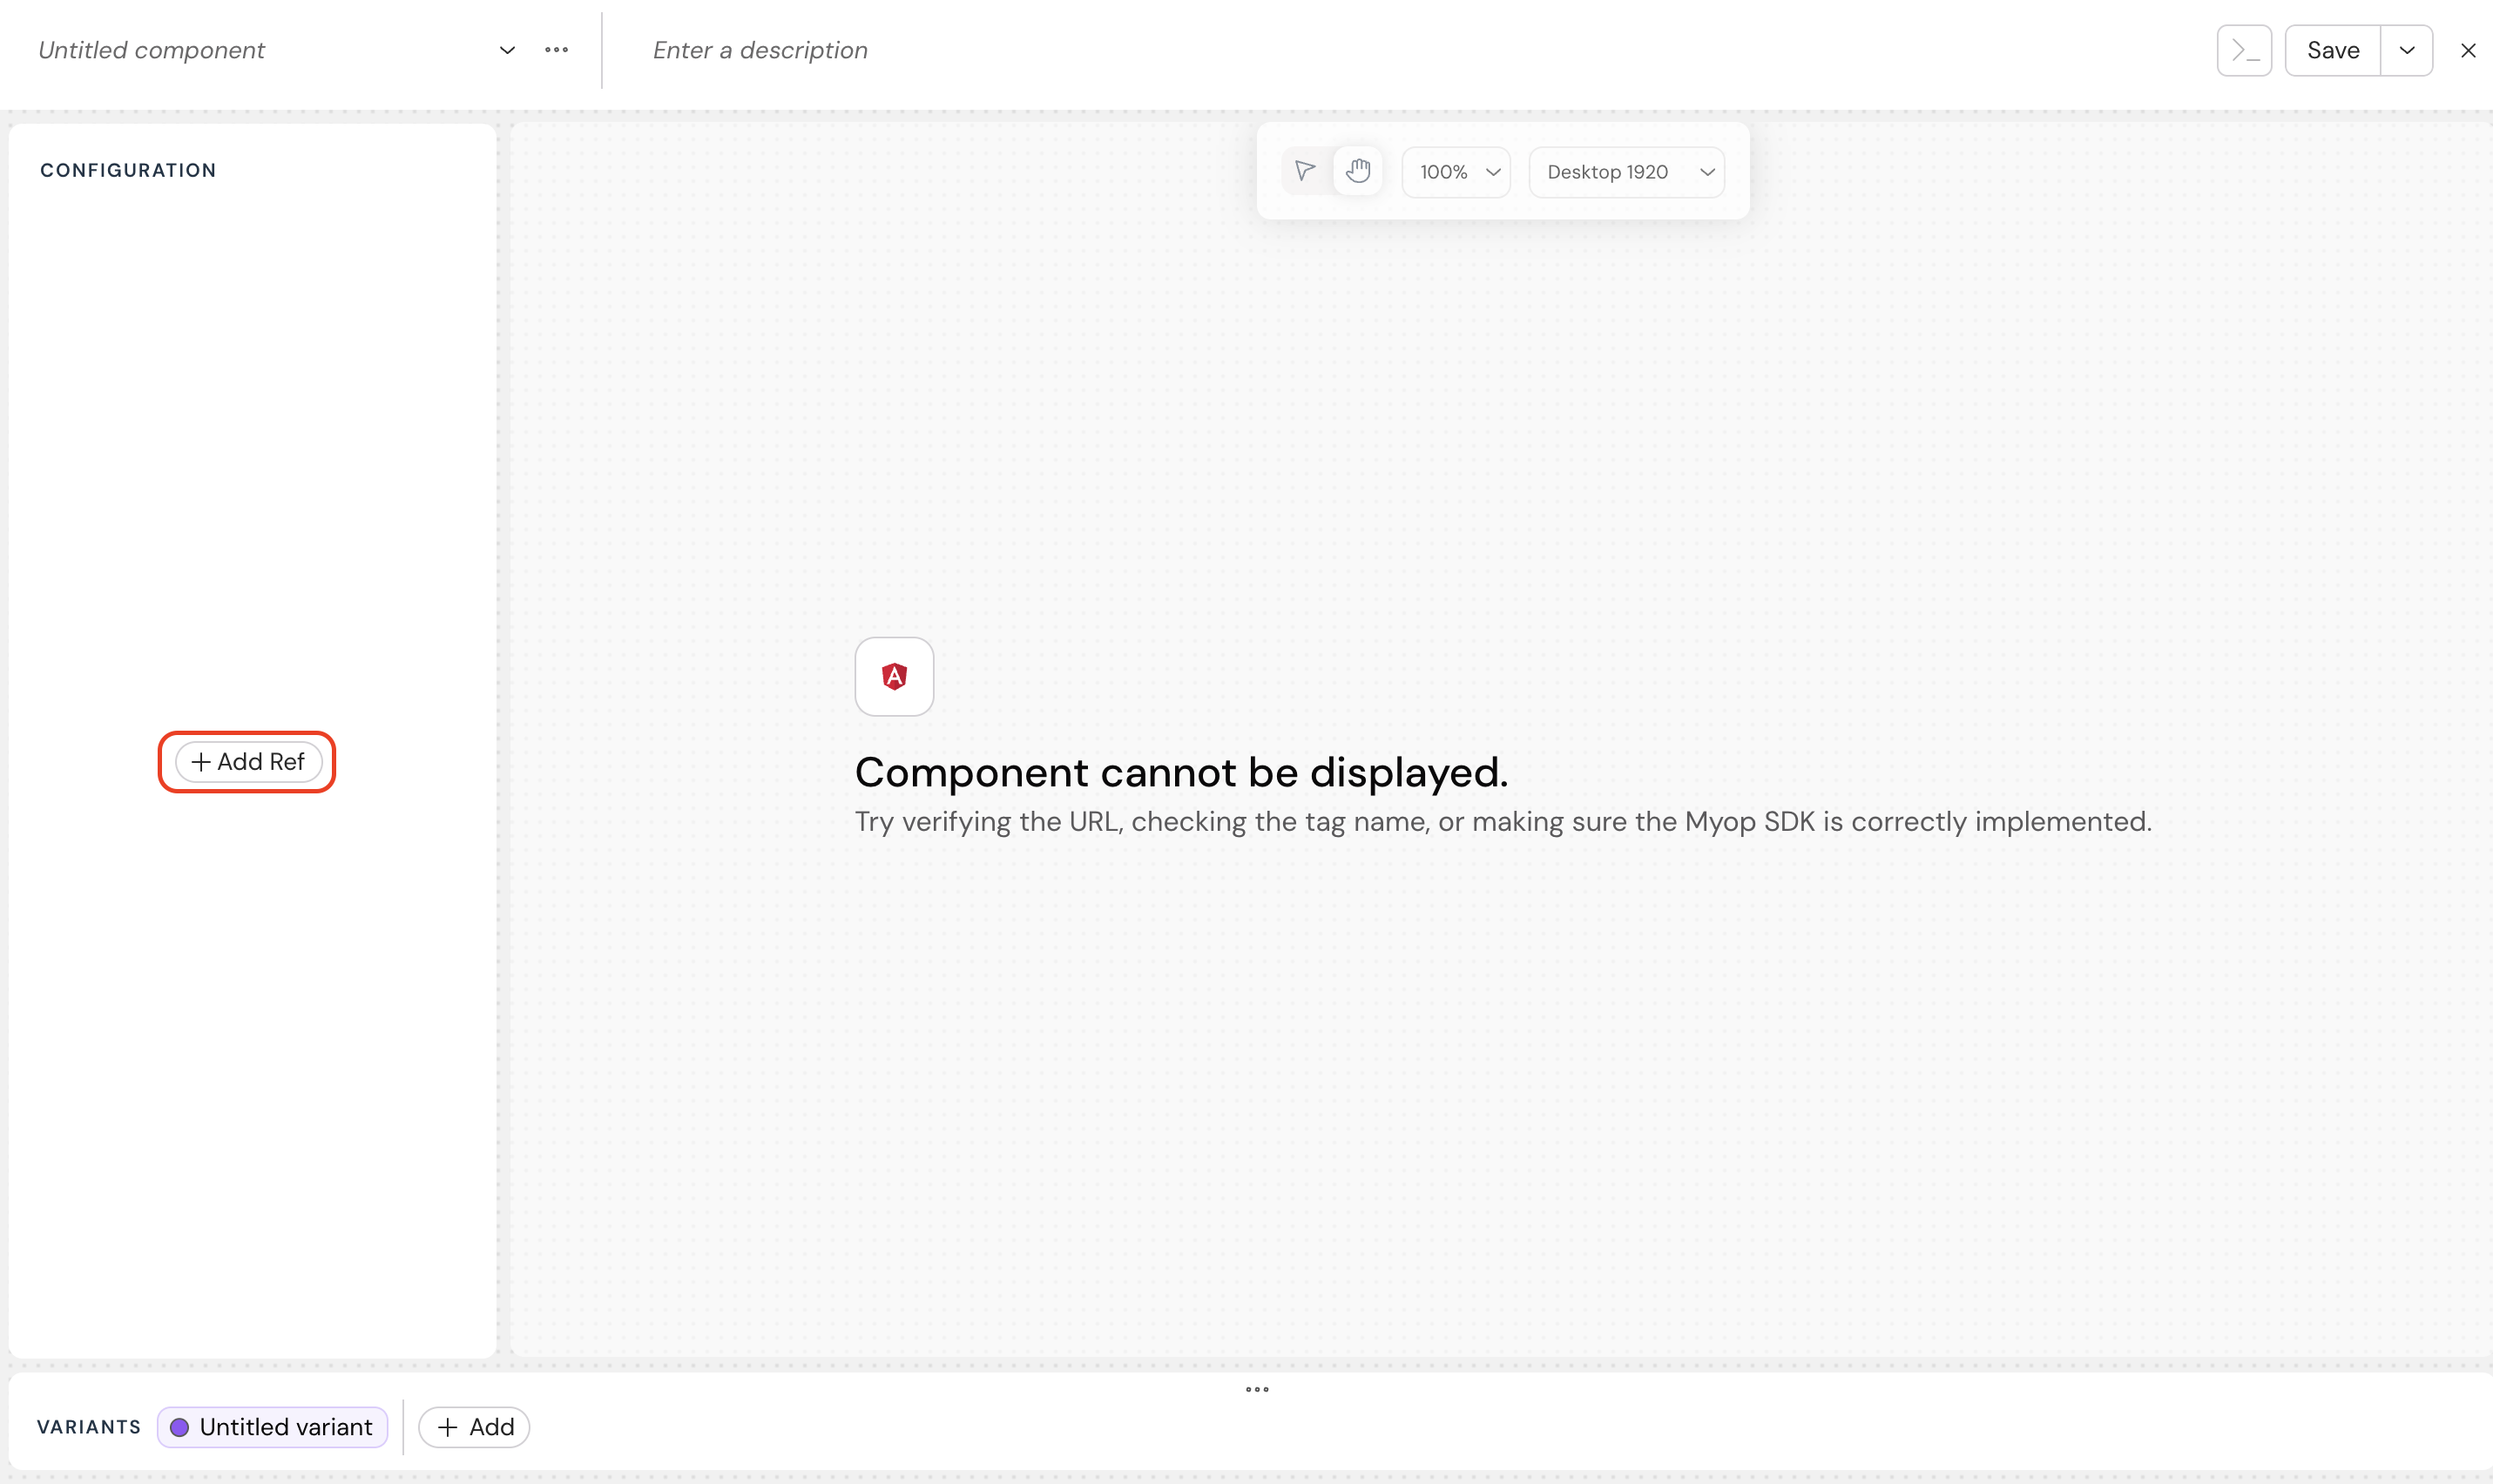 Untitled component
Enter a description
Save
CONFIGURATION
100%
Desktop 1920
Add Ref
Component cannot be displayed.
Try verifying the URL, checking the tag name, or making sure the Myop SDK is correctly implemented.
VARIANTS
Untitled variant
Add